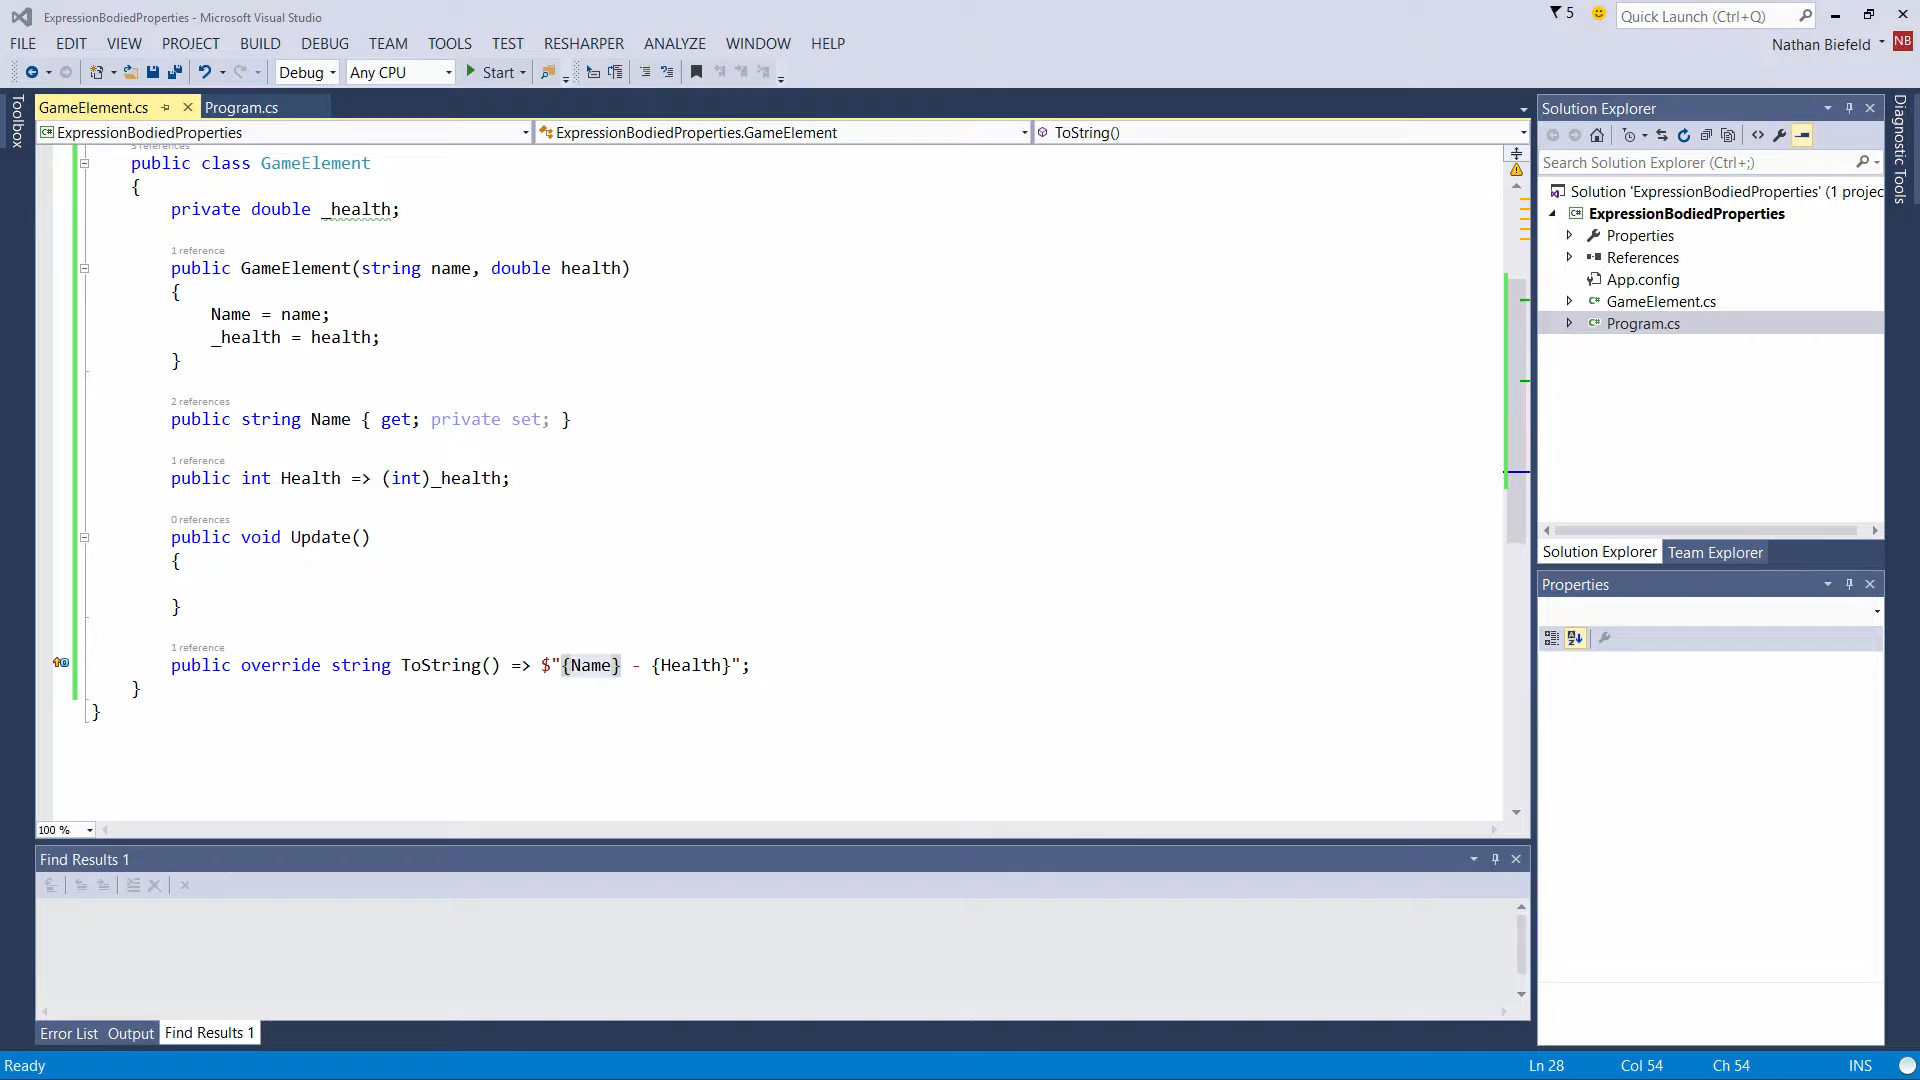 ExpressionBodiedProperties - Microsoft Visual Studio
5
Quick Launch (Ctrl+Q)
FILE EDIT VIEW PROJECT BUILD DEBUG TEAM TOOLS TEST RESHARPER ANALYZE WINDOW HELP
Nathan Biefeld NB
Debug Any CPU Start
Toolbox
GameElement.cs Program.cs
ExpressionBodiedProperties ExpressionBodiedProperties.GameElement ToString()
public class GameElement
{
private double _health;
1 reference
public GameElement(string name, double health)
{
Name = name;
_health = health;
}
2 references
public string Name { get; private set; }
1 reference
public int Health => (int)_health;
0 references
public void Update()
{
}
1 reference
public override string ToString() => $"{Name} - {Health}";
}
}
100 %
Solution Explorer
Search Solution Explorer (Ctrl+;)
Solution 'ExpressionBodiedProperties' (1 projec
ExpressionBodiedProperties
Properties
References
App.config
GameElement.cs
Program.cs
Solution Explorer Team Explorer
Properties
Diagnostic Tools
Find Results 1
Error List Output Find Results 1
Ready Ln 28 Col 54 Ch 54 INS